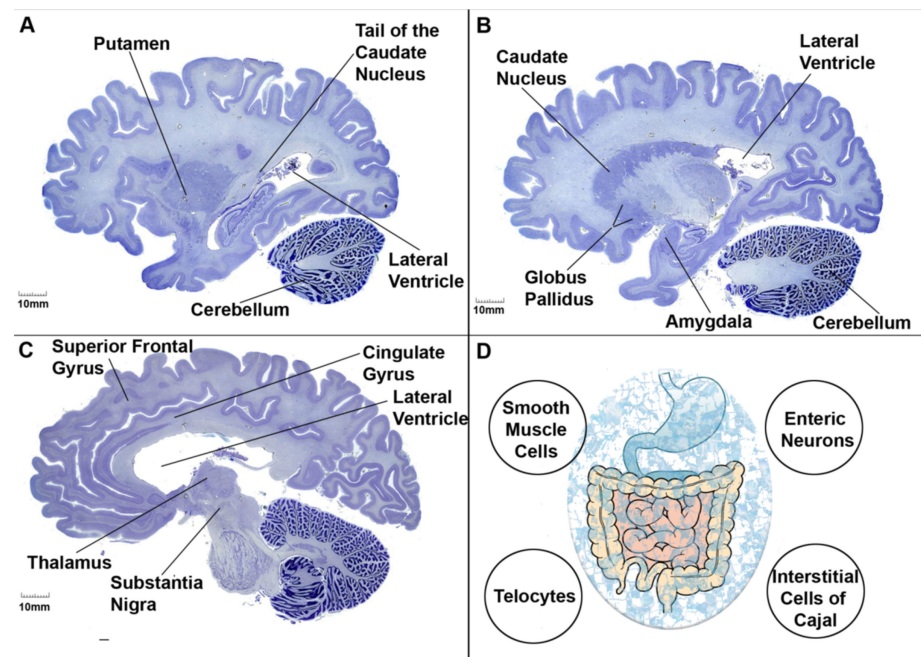 A
Putamen
Tail of the
Caudate
Nucleus
Lateral
Ventricle
Cerebellum
10mm
B
Caudate
Nucleus
Lateral
Ventricle
Globus
Pallidus
Amygdala
Cerebellum
10mm
C
Superior Frontal
Gyrus
Cingulate
Gyrus
Lateral
Ventricle
Thalamus
Substantia
Nigra
10mm
D
Smooth
Muscle
Cells
Enteric
Neurons
Telocytes
Interstitial
Cells of
Cajal